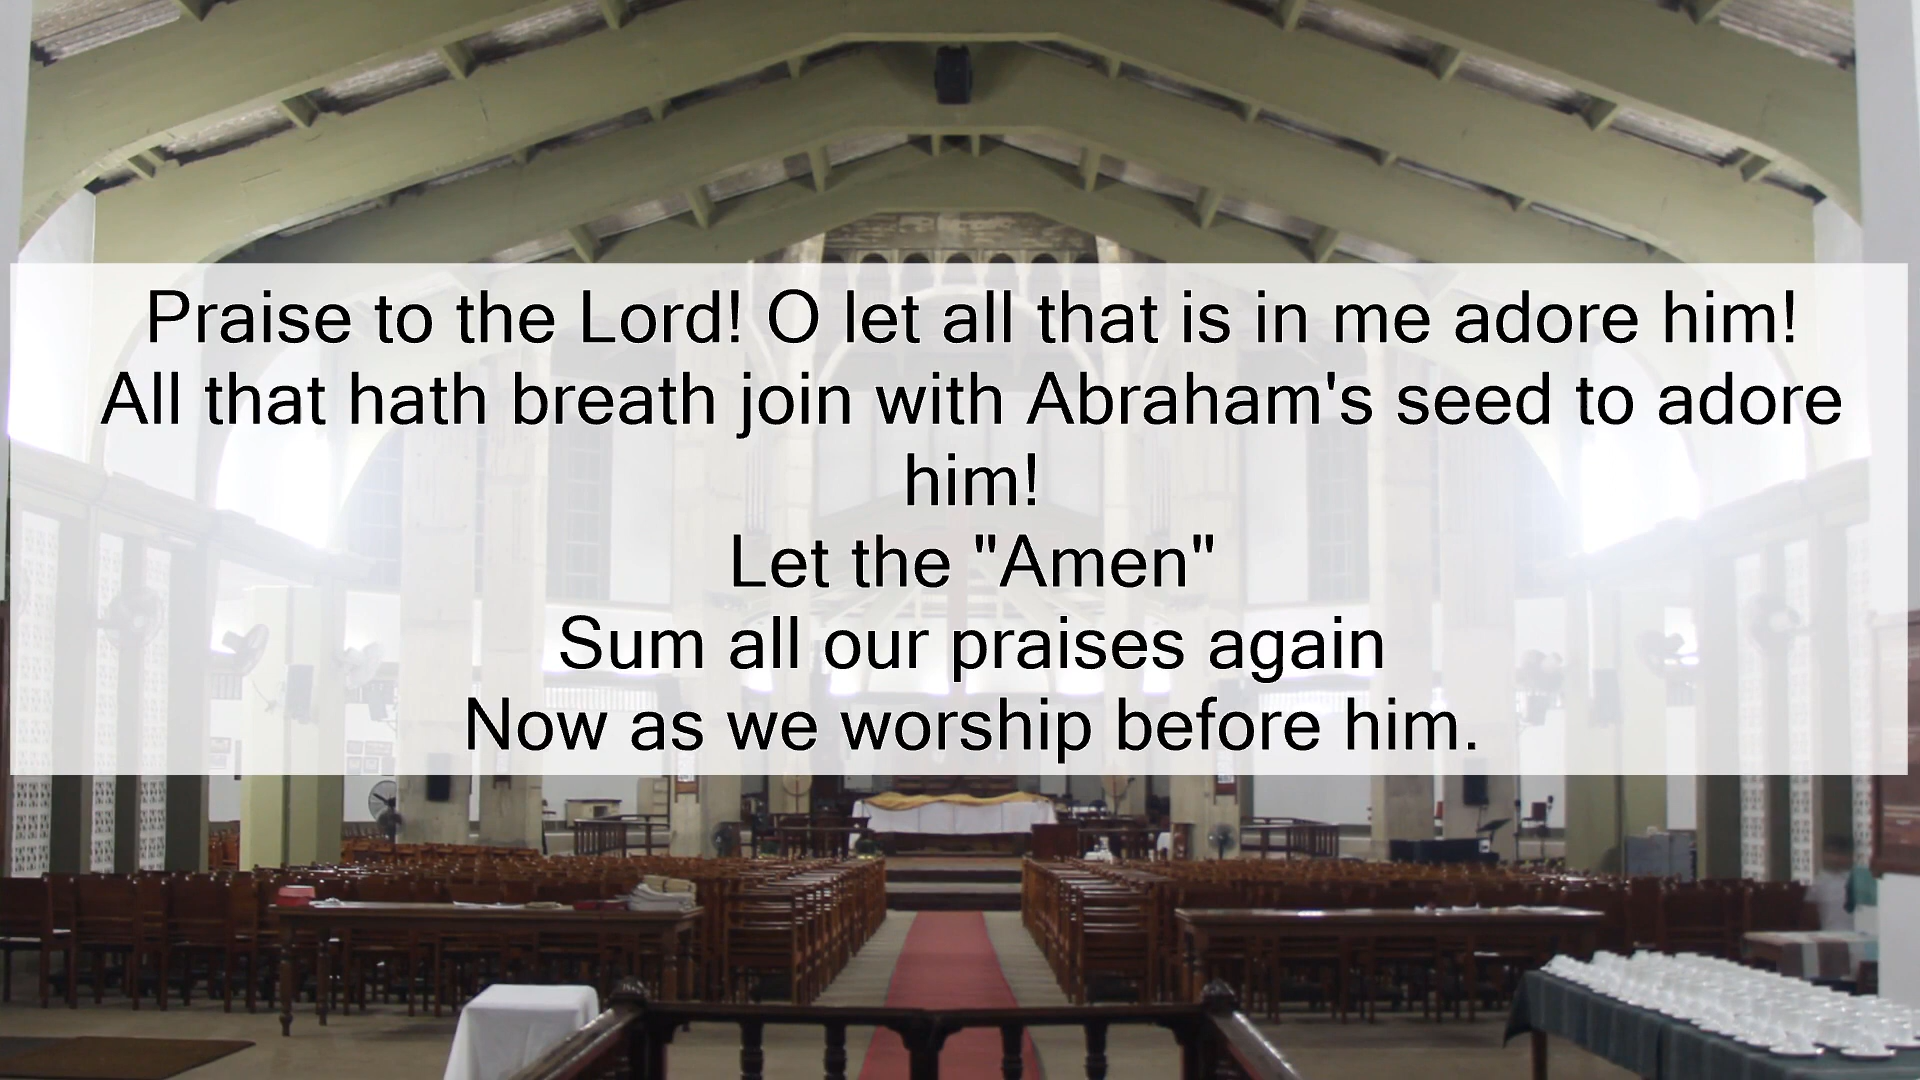 Praise to the Lord! O let all that is in me adore him!
All that hath breath join with Abraham's seed to adore
him!
Let the "Amen"
Sum all our praises again
Now as we worship before him.